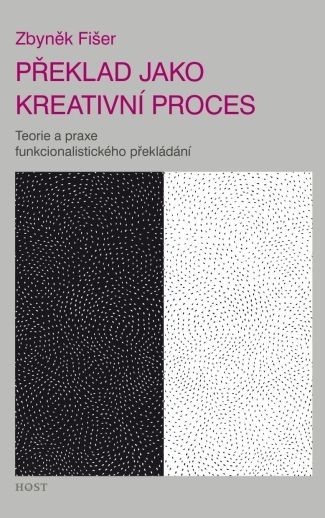 Zbyněk Fišer
PŘEKLAD JAKO
KREATIVNÍ PROCES
Teorie a praxe
funkcionalistického překládání
HOST